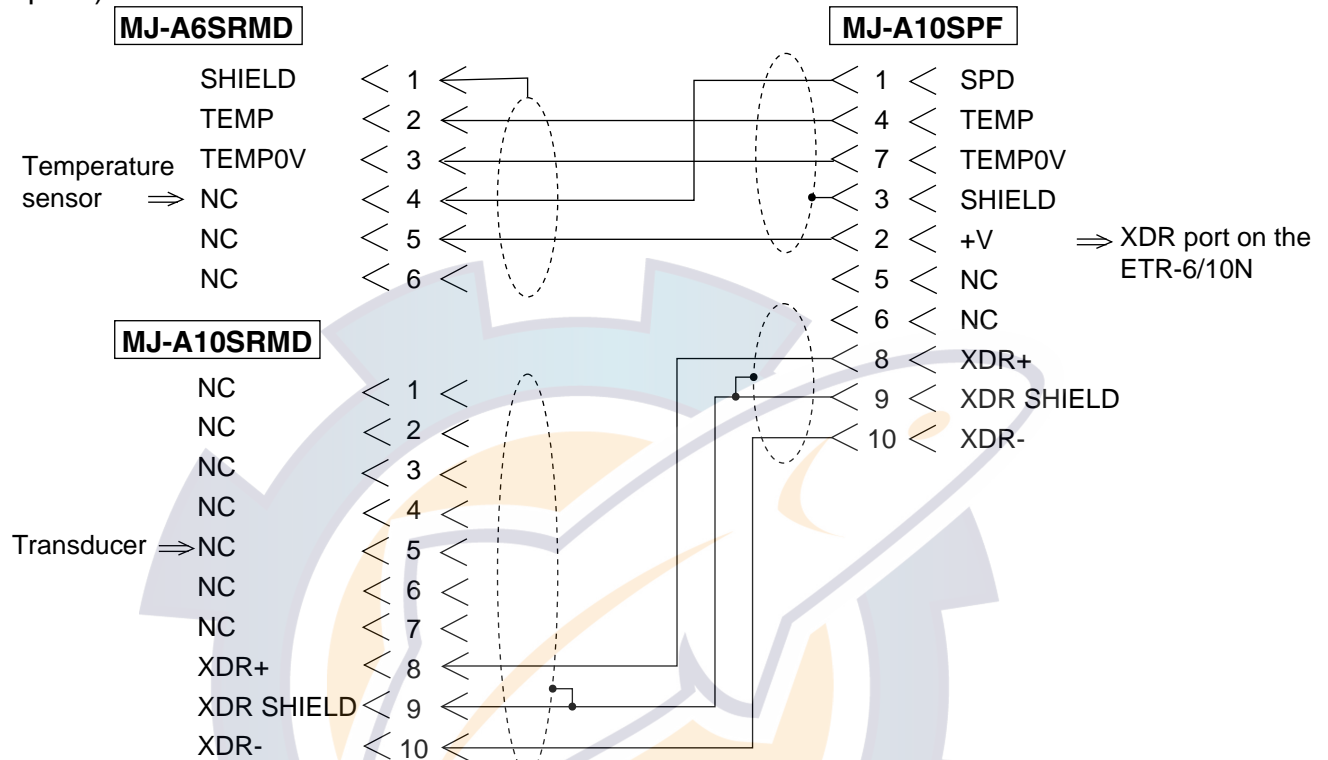 MJ-A6SRMD
SHIELD 1
TEMP 2
TEMP0V 3
Temperature
sensor
NC 4
NC 5
NC 6
MJ-A10SRMD
NC 1
NC 2
NC 3
NC 4
Transducer
NC 5
NC 6
NC 7
XDR+ 8
XDR SHIELD 9
XDR- 10
MJ-A10SPF
1 SPD
4 TEMP
7 TEMP0V
3 SHIELD
2 +V
5 NC
6 NC
8 XDR+
9 XDR SHIELD
10 XDR-
XDR port on the
ETR-6/10N